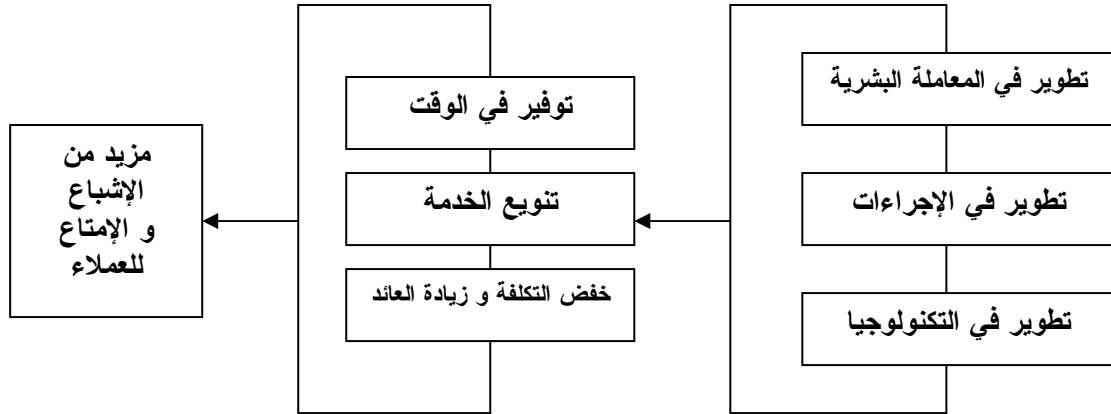 تطوير في المعاملة البشرية
تطوير في الإجراءات
تطوير في التكنولوجيا
توفير في الوقت
تنويع الخدمة
خفض التكلفة و زيادة العائد
مزيد من
الإشباع
و الإمتاع
للعملاء